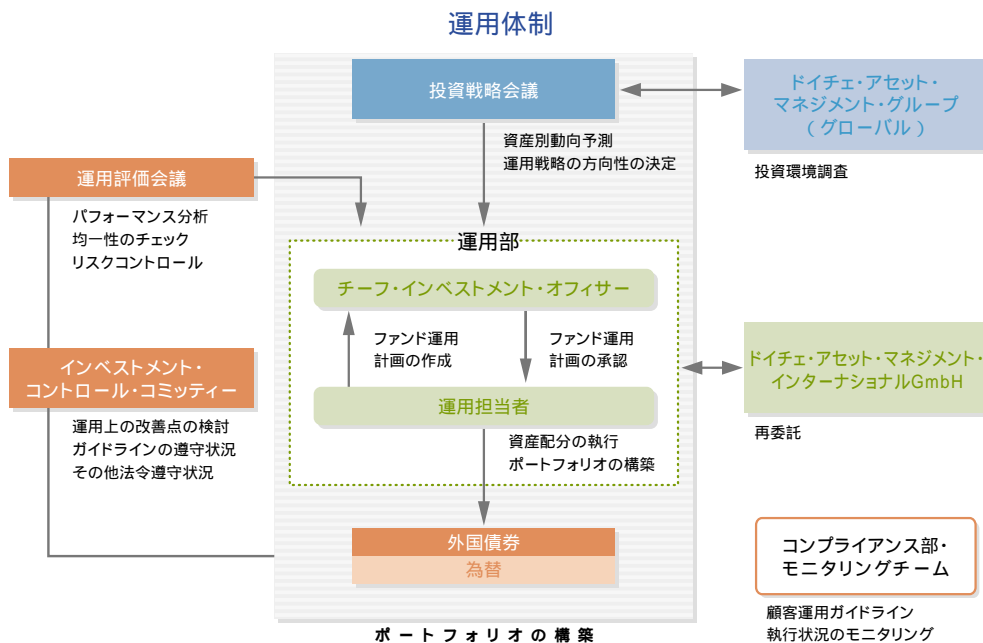 運用体制
投資戦略会議
資産別動向予測
運用戦略の方向性の決定
ドイチェ・アセット・
マネジメント・グループ
(グローバル)
投資環境調査
運用評価会議
パフォーマンス分析
均一性のチェック
リスクコントロール
運用部
チーフ・インベストメント・オフィサー
ファンド運用
計画の作成
ファンド運用
計画の承認
運用担当者
資産配分の執行
ポートフォリオの構築
インベストメント・
コントロール・コミッティー
運用上の改善点の検討
ガイドラインの遵守状況
その他法令遵守状況
ドイチェ・アセット・マネジメント・
インターナショナルGmbH
再委託
外国債券
為替
ポートフォリオの構築
コンプライアンス部・
モニタリングチーム
顧客運用ガイドライン
執行状況のモニタリング